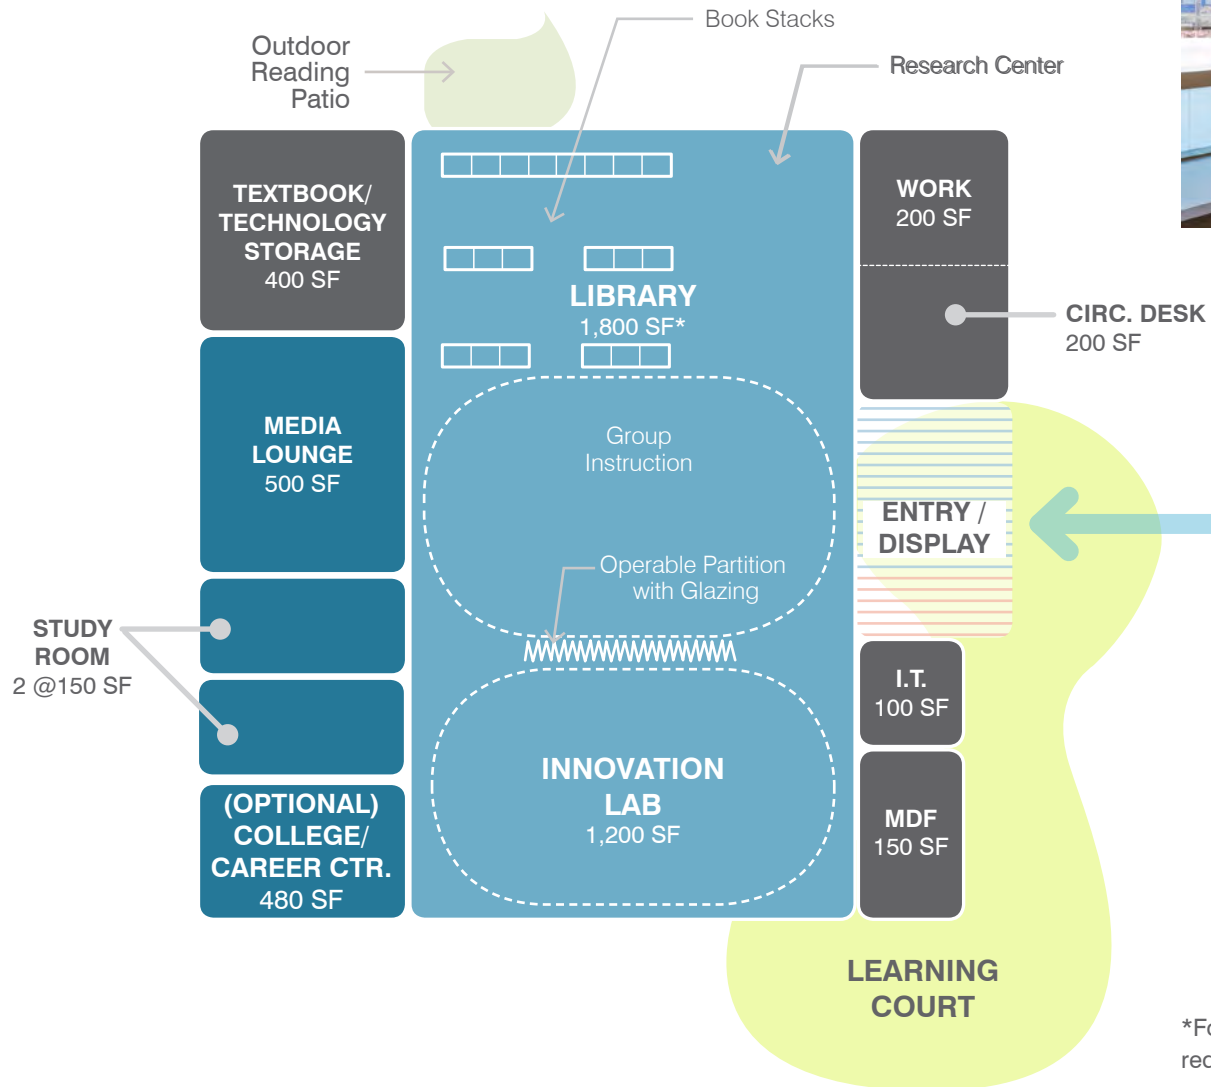 Book Stacks
Outdoor
Reading
Patio
Research Center
TEXTBOOK/
TECHNOLOGY
STORAGE
400 SF
WORK
200 SF
LIBRARY
1,800 SF*
CIRC. DESK
200 SF
MEDIA
LOUNGE
500 SF
Group
Instruction
ENTRY /
DISPLAY
Operable Partition
with Glazing
STUDY
ROOM
2 @150 SF
I.T.
100 SF
INNOVATION
LAB
1,200 SF
(OPTIONAL)
COLLEGE/
CAREER CTR.
480 SF
MDF
150 SF
LEARNING
COURT